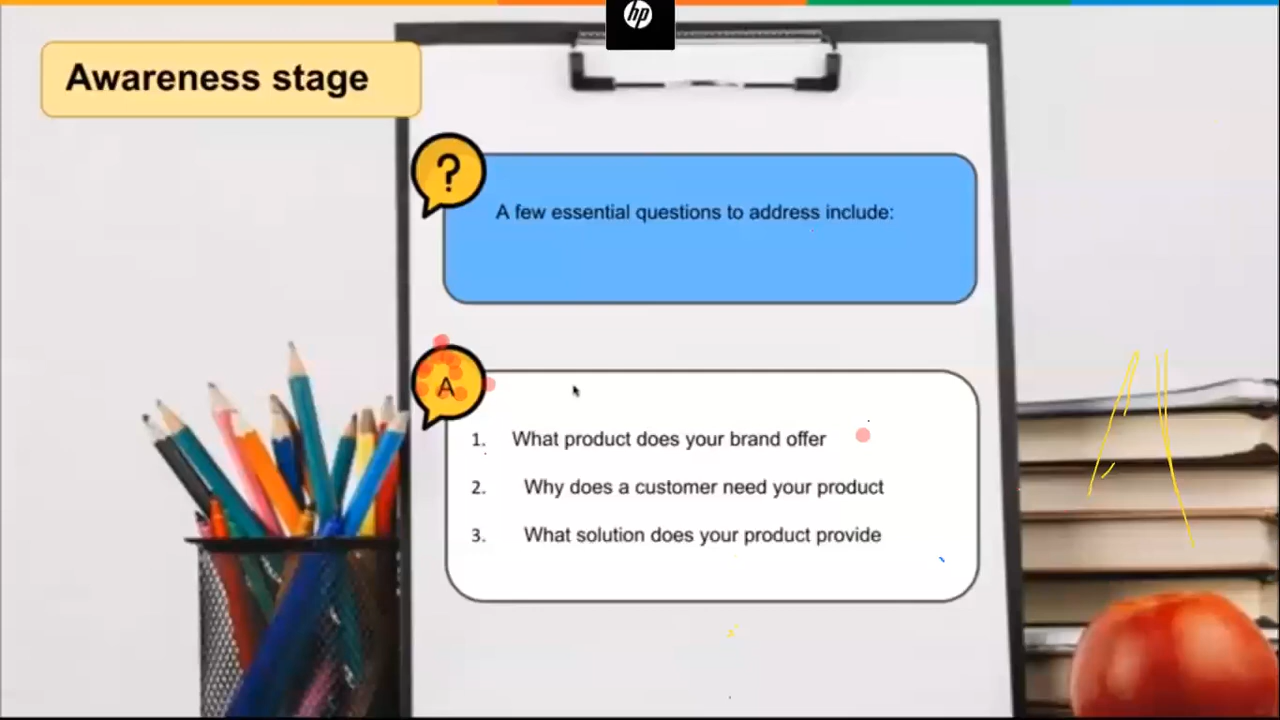 hp
Awareness stage
?
A few essential questions to address include:
A
1. What product does your brand offer
2. Why does a customer need your product
3. What solution does your product provide